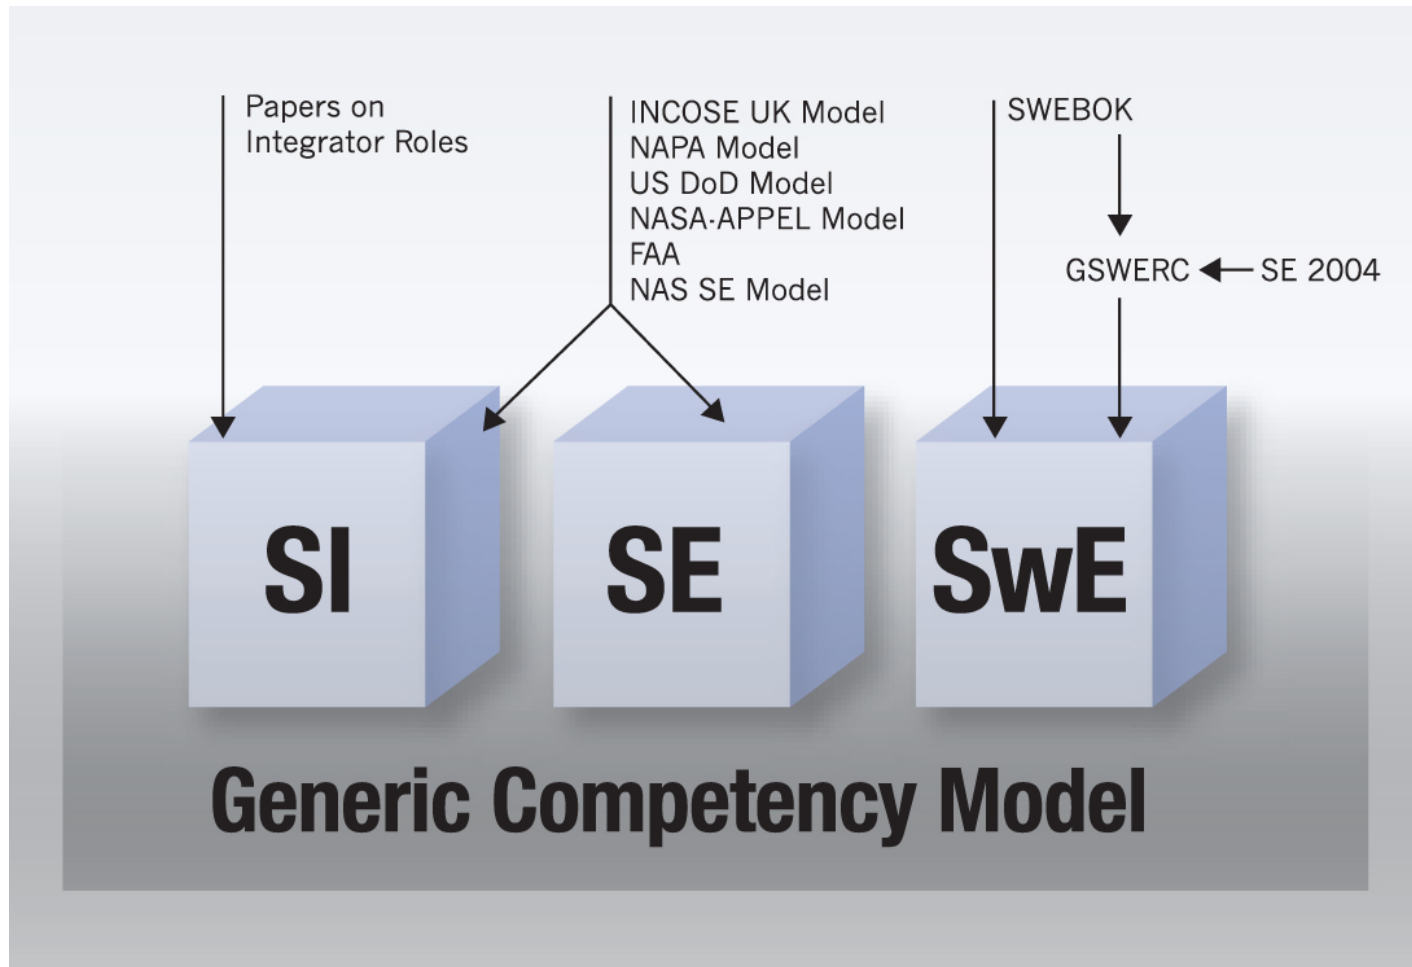 Papers on
Integrator Roles
INCOSE UK Model
NAPA Model
US DoD Model
NASA-APPEL Model
FAA
NAS SE Model
SWEBOK
GSWERC
SE 2004
SI
SE
SwE
Generic Competency Model